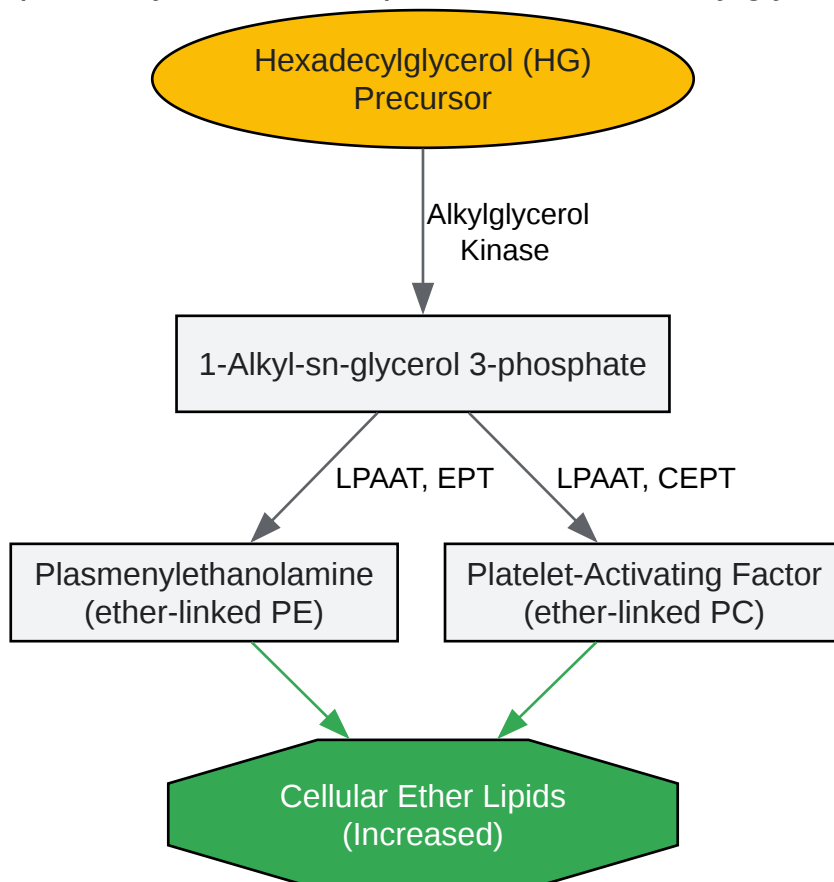 Hexadecylglycerol (HG)
Precursor
Alkylglycerol
Kinase
1-Alkyl-sn-glycerol 3-phosphate
LPAAT, EPT
LPAAT, CEPT
Plasmenylethanolamine
(ether-linked PE)
Platelet-Activating Factor
(ether-linked PC)
Cellular Ether Lipids
(Increased)